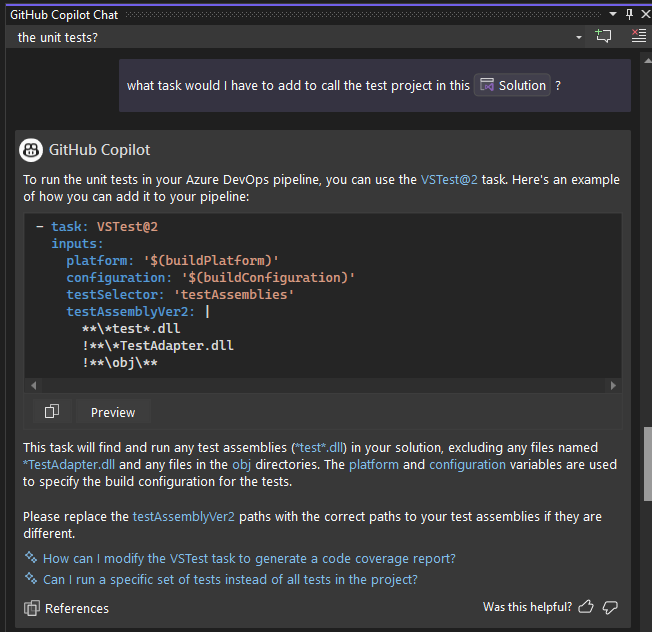 GitHub Copilot Chat
the unit tests?
what task would I have to add to call the test project in this Solution ?
GitHub Copilot
To run the unit tests in your Azure DevOps pipeline, you can use the VSTest@2 task. Here's an example
of how you can add it to your pipeline:
- task: VSTest@2
inputs:
platform: '$(buildPlatform)'
configuration: '$(buildConfiguration)'
testSelector: 'testAssemblies'
testAssemblyVer2: |
**\*test*.dll
!**\*TestAdapter.dll
!**\obj\**
Preview
This task will find and run any test assemblies (*test*.dll) in your solution, excluding any files named
*TestAdapter.dll and any files in the obj directories. The platform and configuration variables are used
to specify the build configuration for the tests.
Please replace the testAssemblyVer2 paths with the correct paths to your test assemblies if they are
different.
How can I modify the VSTest task to generate a code coverage report?
Can I run a specific set of tests instead of all tests in the project?
References
Was this helpful?